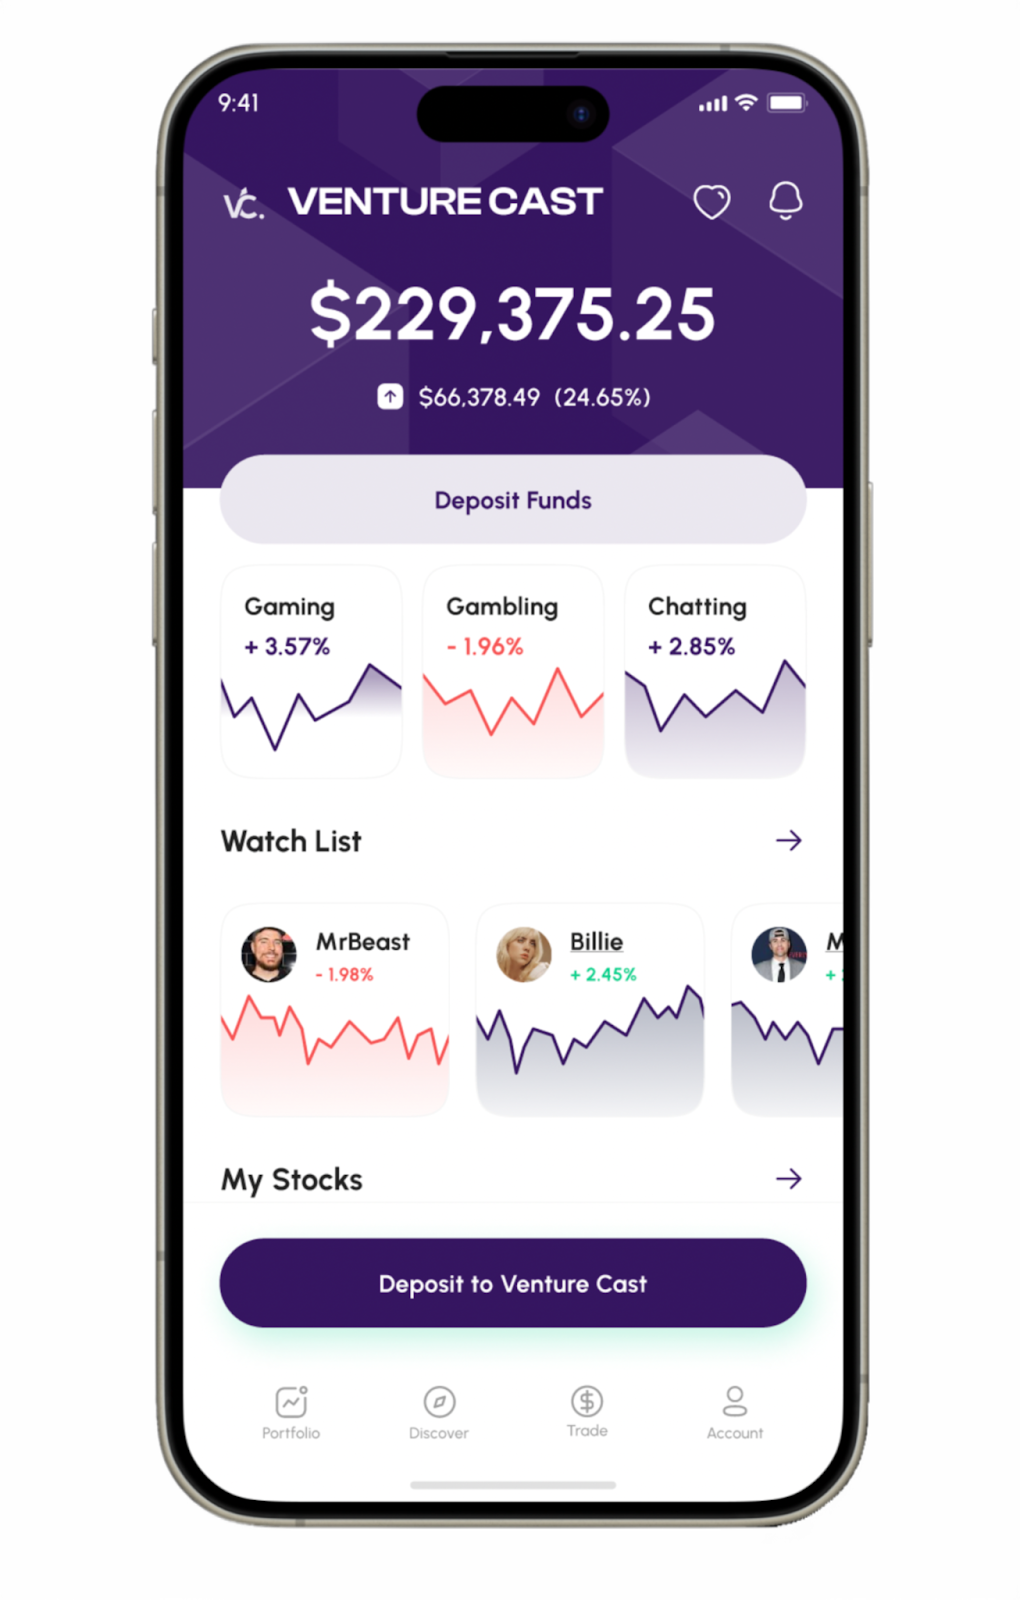 9:41
VC. VENTURE CAST
$229,375.25
$66,378.49 (24.65%)
Deposit Funds
Gaming
+ 3.57%
Gambling
- 1.96%
Chatting
+ 2.85%
Watch List
MrBeast
- 1.98%
Billie
+ 2.45%
M
+
My Stocks
Deposit to Venture Cast
Portfolio
Discover
Trade
Account